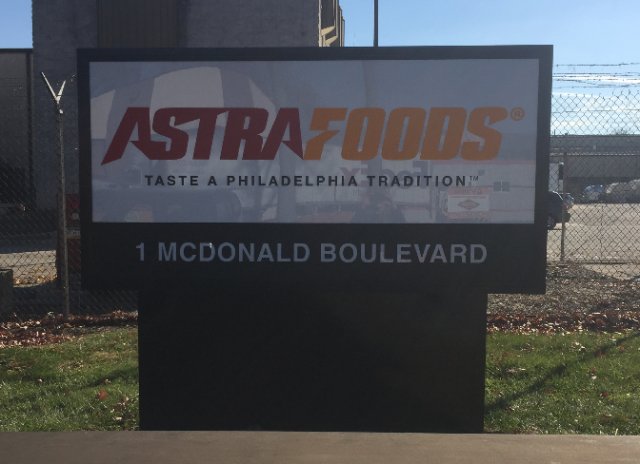 ASTRAFOODS®
TASTE A PHILADELPHIA TRADITION™
1 MCDONALD BOULEVARD